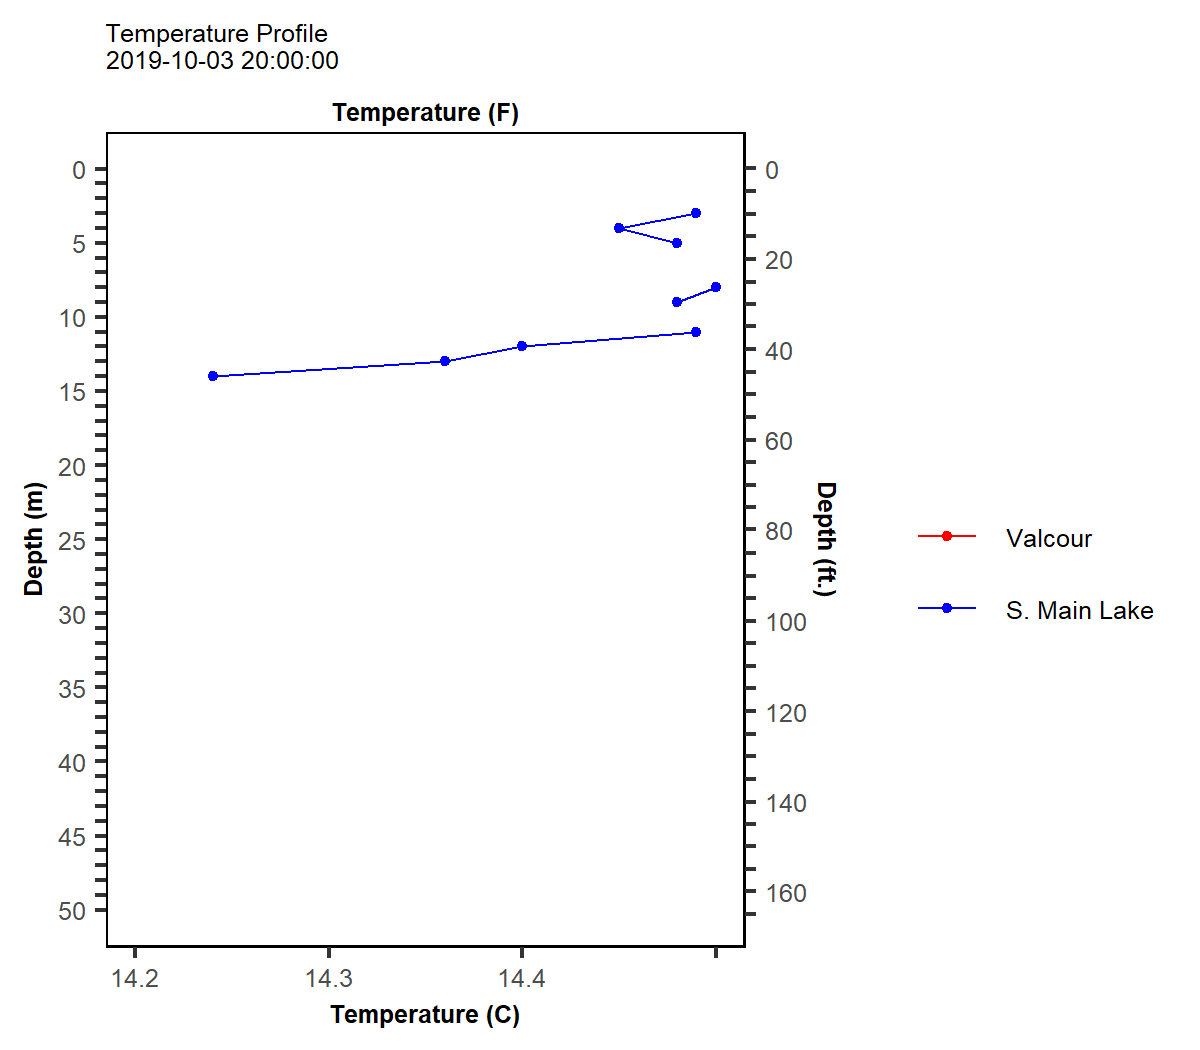 Temperature Profile
2019-10-03 20:00:00
Temperature (F)
0
5
10
15
20
25
30
35
40
45
50
Depth (m)
0
20
40
60
80
100
120
140
160
Depth (ft.)
14.2 14.3 14.4
Temperature (C)
Valcour
S. Main Lake